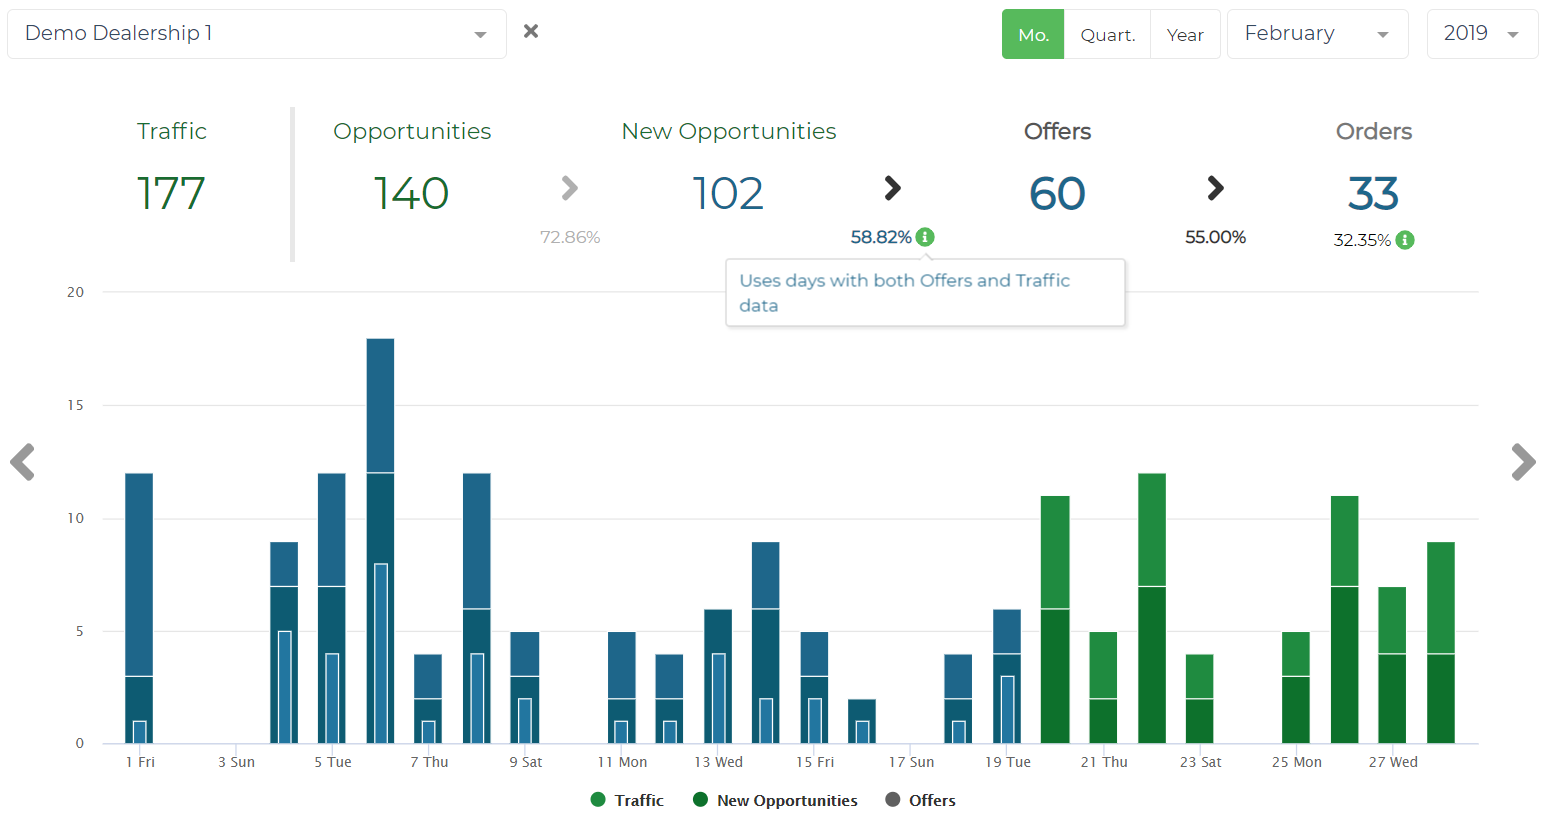 Demo Dealership 1
Mo. Quart. Year February 2019
Traffic Opportunities New Opportunities Offers Orders
177 140 102 60 33
72.86% 58.82% 55.00% 32.35%
Uses days with both Offers and Traffic
data
20
15
10
5
0
1 Fri 3 Sun 5 Tue 7 Thu 9 Sat 11 Mon 13 Wed 15 Fri 17 Sun 19 Tue 21 Thu 23 Sat 25 Mon 27 Wed
Traffic New Opportunities Offers